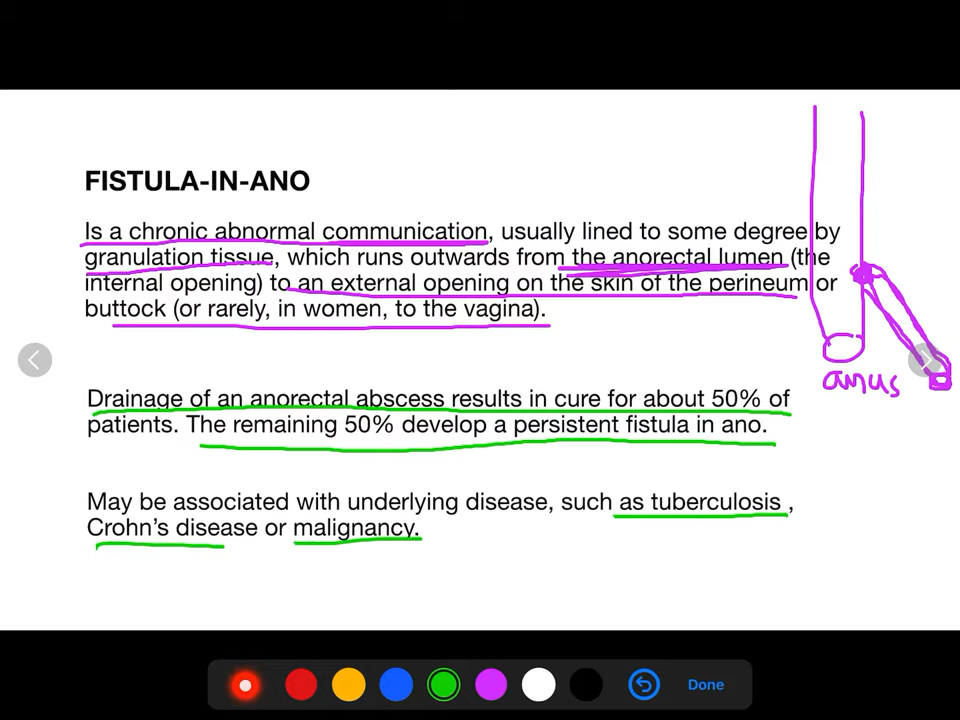 FISTULA-IN-ANO
Is a chronic abnormal communication, usually lined to some degree by
granulation tissue, which runs outwards from the anorectal lumen (the
internal opening) to an external opening on the skin of the perineum or
buttock (or rarely, in women, to the vagina).
anus
Drainage of an anorectal abscess results in cure for about 50% of
patients. The remaining 50% develop a persistent fistula in ano.
May be associated with underlying disease, such as tuberculosis ,
Crohn's disease or malignancy.
Done